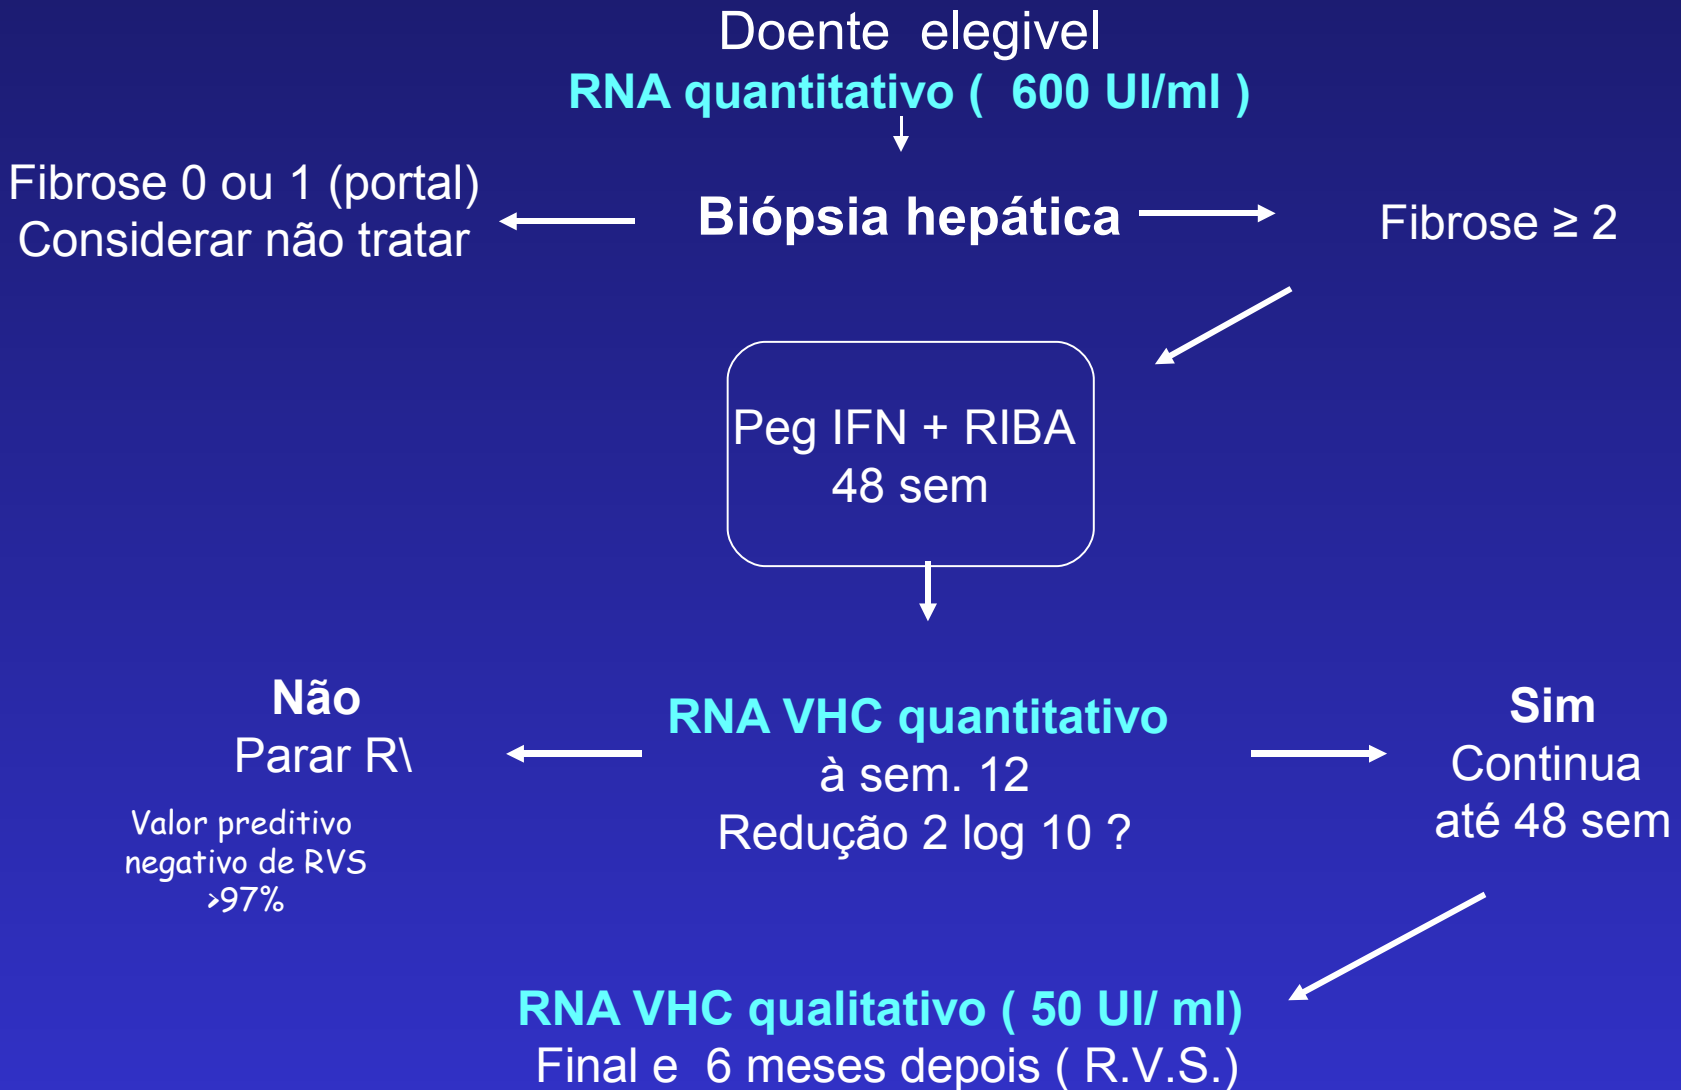 Doente elegivel
RNA quantitativo ( 600 UI/ml )
Fibrose 0 ou 1 (portal)
Considerar não tratar
Biópsia hepática
Fibrose ≥ 2
Peg IFN + RIBA
48 sem
Não
Parar R\
Valor preditivo
negativo de RVS
>97%
RNA VHC quantitativo
à sem. 12
Redução 2 log 10 ?
Sim
Continua
até 48 sem
RNA VHC qualitativo ( 50 UI/ ml)
Final e 6 meses depois ( R.V.S.)